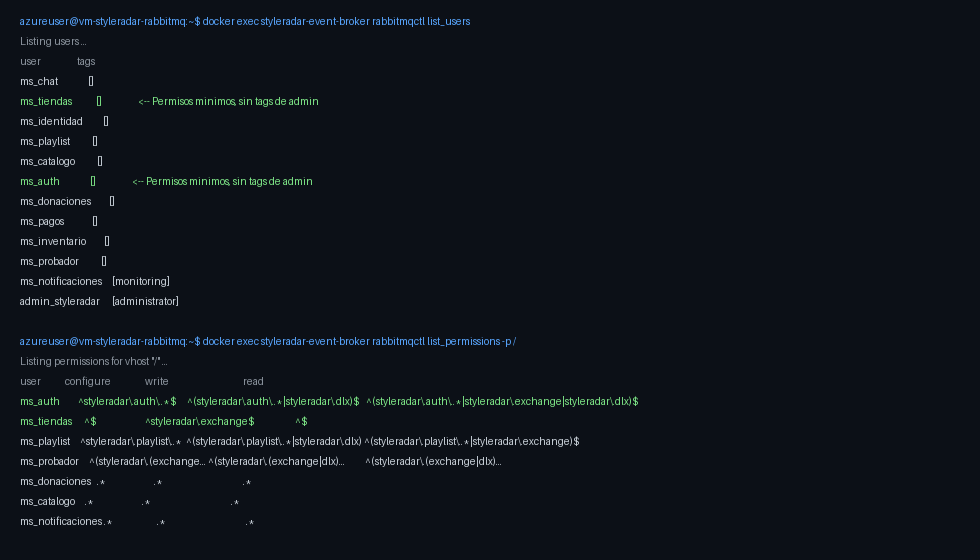 azureuser@vm-styleradar-rabbitmq:~$ docker exec styleradar-event-broker rabbitmqctl list_users
Listing users ...
user tags
ms_chat []
ms_tiendas [] <-- Permisos minimos, sin tags de admin
ms_identidad []
ms_playlist []
ms_catalogo []
ms_auth [] <-- Permisos minimos, sin tags de admin
ms_donaciones []
ms_pagos []
ms_inventario []
ms_probador []
ms_notificaciones [monitoring]
admin_styleradar [administrator]
azureuser@vm-styleradar-rabbitmq:~$ docker exec styleradar-event-broker rabbitmqctl list_permissions -p /
Listing permissions for vhost "/" ...
user configure write read
ms_auth ^styleradar\.auth\..*$ ^(styleradar\.auth\..*|styleradar\.dlx)$ ^(styleradar\.auth\..*|styleradar\.exchange|styleradar\.dlx)$
ms_tiendas ^$ ^styleradar\.exchange$ ^$
ms_playlist ^styleradar\.playlist\..* ^(styleradar\.playlist\..*|styleradar\.dlx) ^(styleradar\.playlist\..*|styleradar\.exchange)$
ms_probador ^(styleradar\.(exchange... ^(styleradar\.(exchange|dlx)... ^(styleradar\.(exchange|dlx)...
ms_donaciones .* .* .*
ms_catalogo .* .* .*
ms_notificaciones .* .* .*